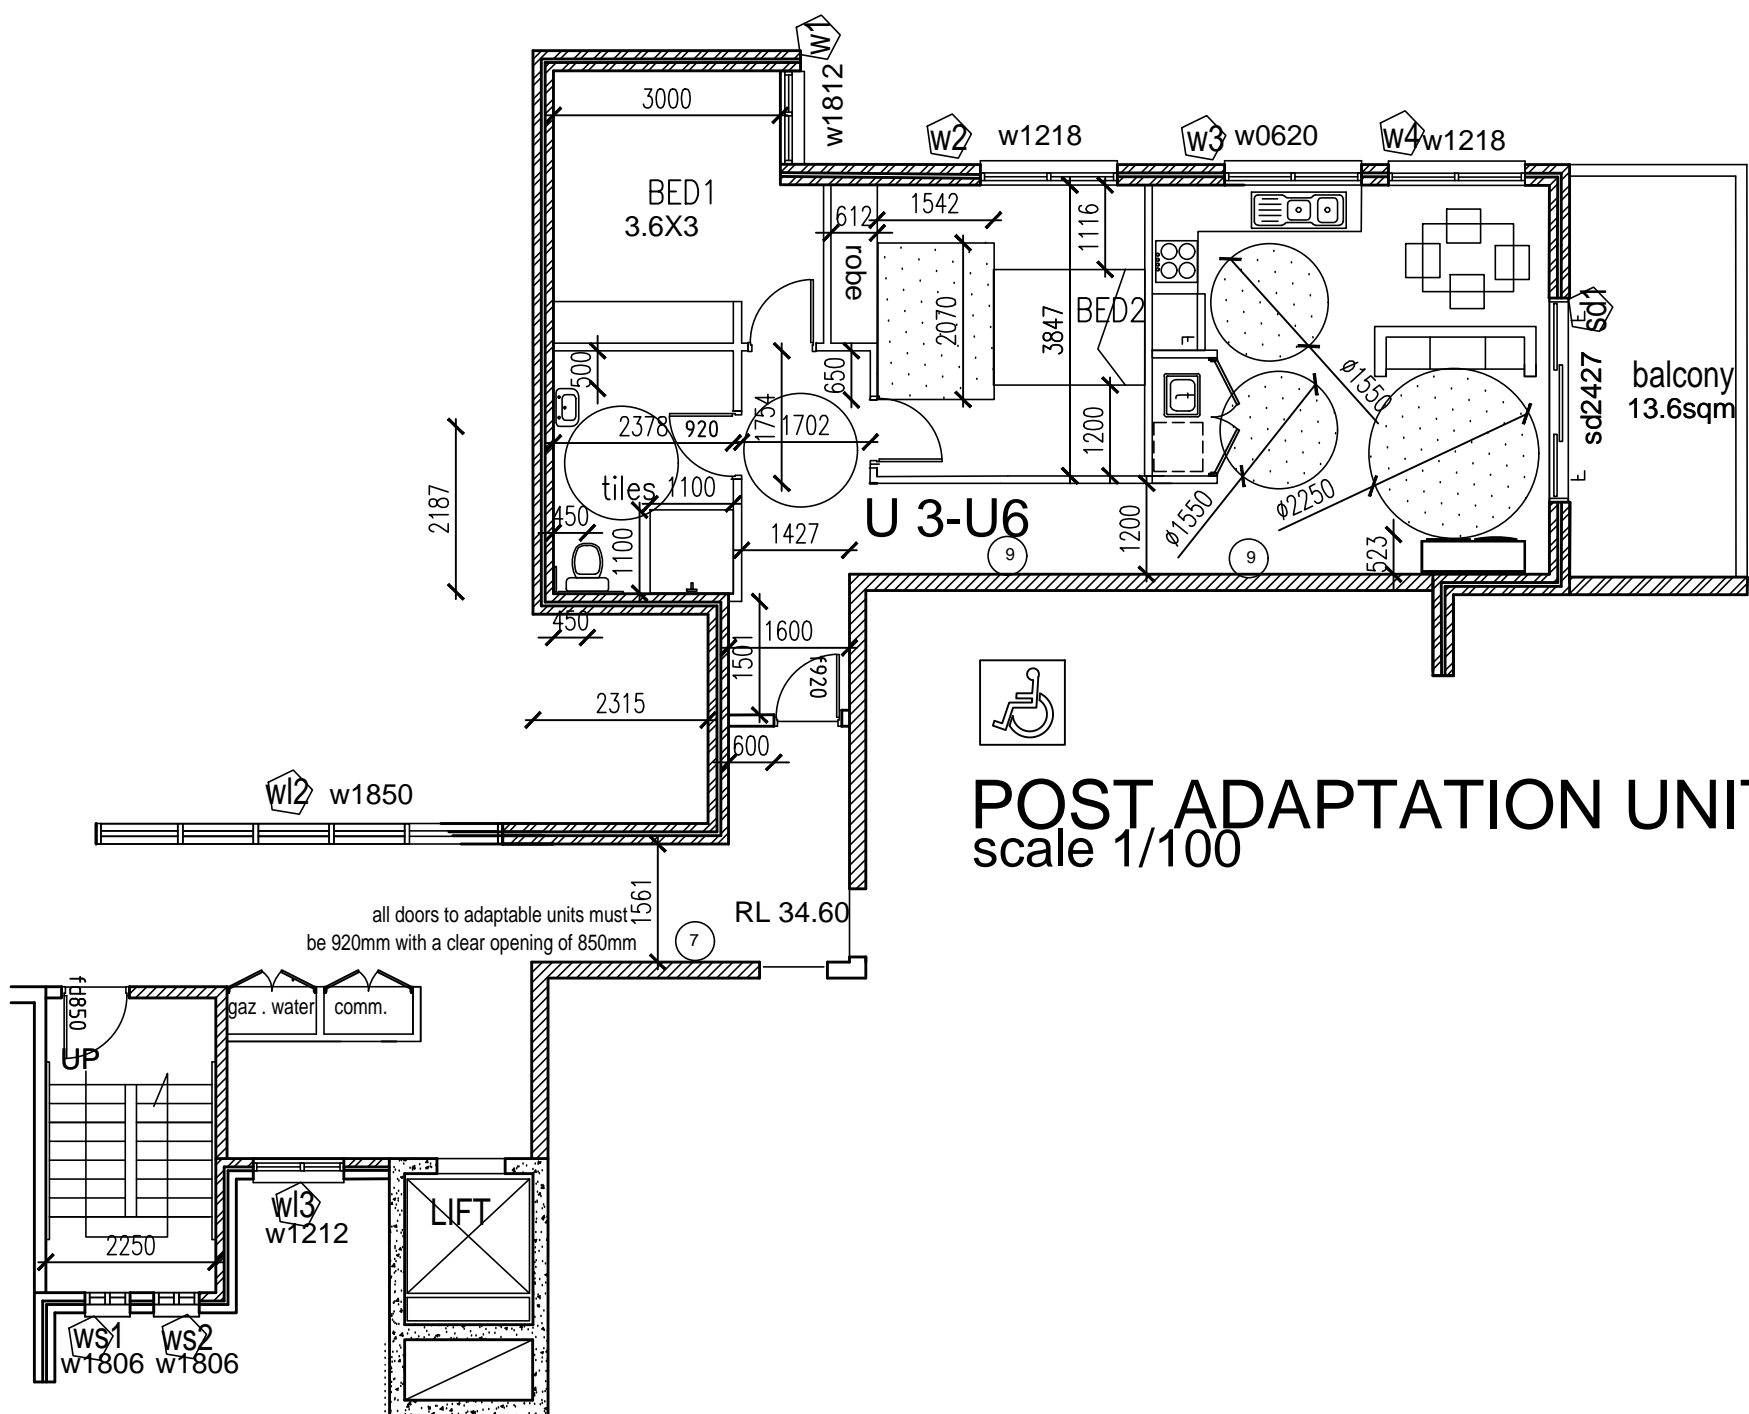 w1
w1812
3000
w2 w1218
w3 w0620
w4 w1218
BED1
3.6X3
612
1542
1116
robe
2070
3847
BED2
F
sd1
sd2427
balcony
13.6sqm
500
650
2378
920
1754
1702
1200
t
ø1550
ø1550
ø2250
2187
tiles
1100
450
1100
1427
U 3-U6
9
9
1200
523
450
150
1600
f920
2315
600
wl2 w1850
POST ADAPTATION UNIT
scale 1/100
1561
all doors to adaptable units must
be 920mm with a clear opening of 850mm
7
RL 34.60
fd850
gaz . water
comm.
UP
wl3
w1212
LIFT
2250
ws1
w1806
ws2
w1806